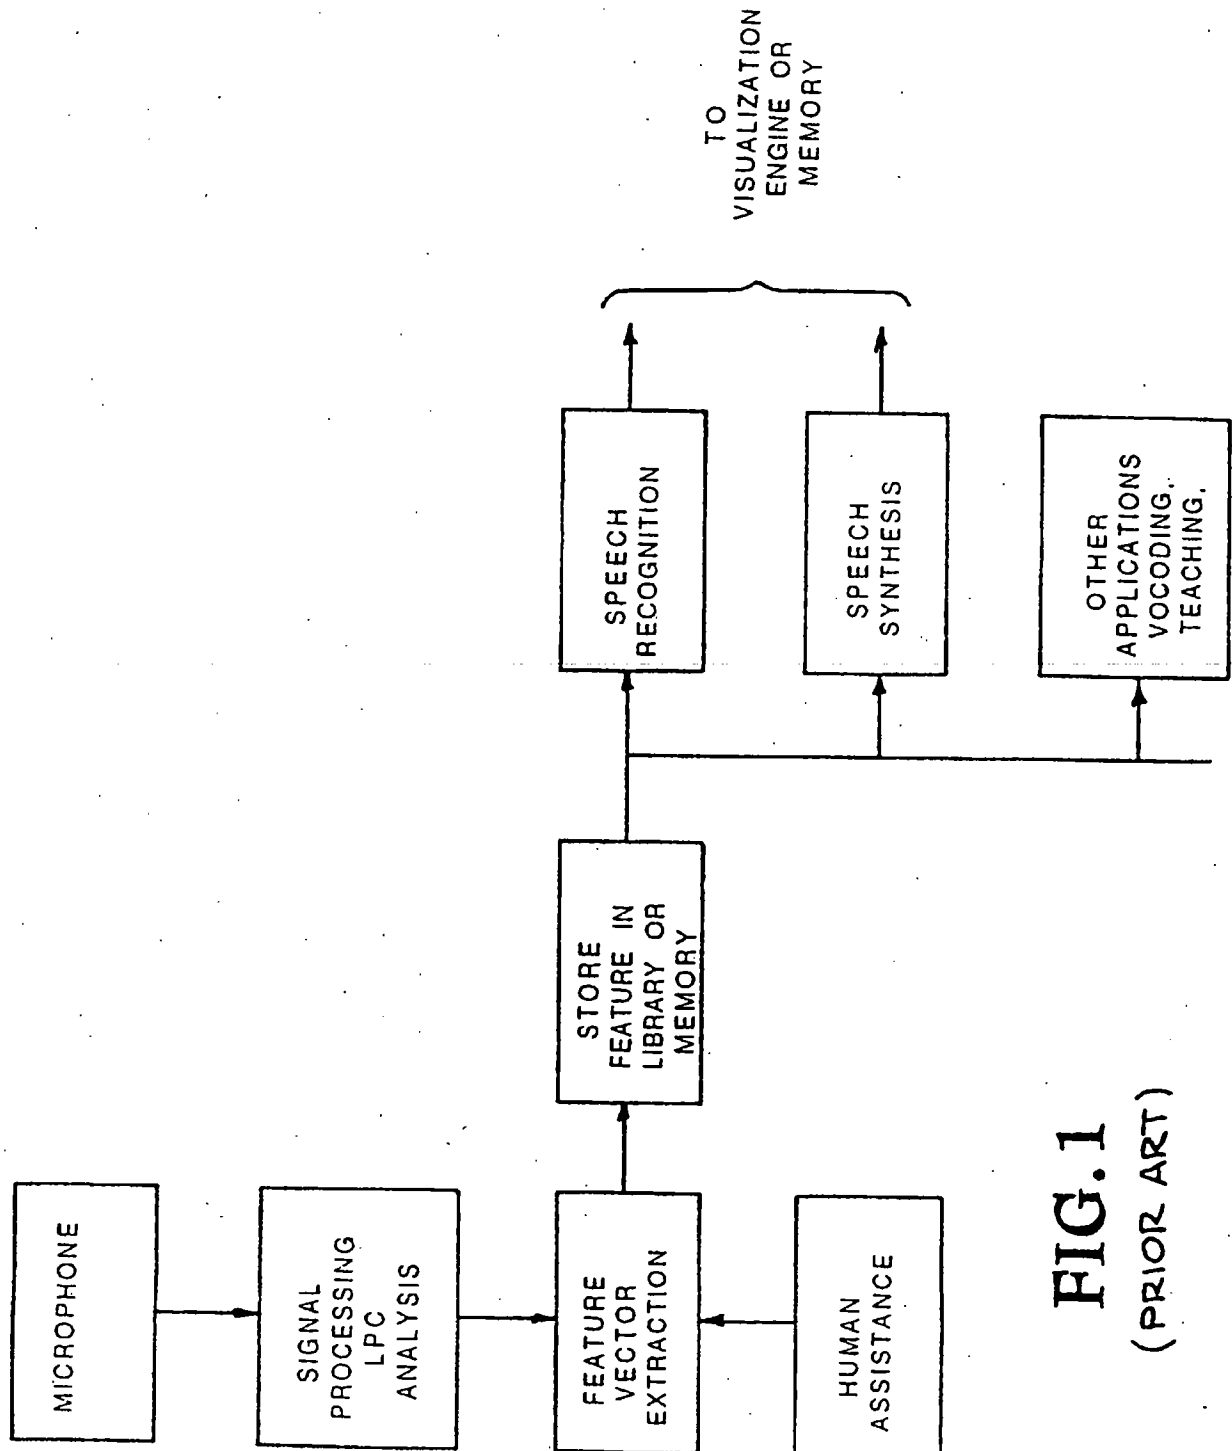 MICROPHONE
SIGNAL
PROCESSING
LPC
ANALYSIS
FEATURE
VECTOR
EXTRACTION
HUMAN
ASSISTANCE
STORE
FEATURE IN
LIBRARY OR
MEMORY
SPEECH
RECOGNITION
SPEECH
SYNTHESIS
OTHER
APPLICATIONS
VOCODING,
TEACHING,
TO
VISUALIZATION
ENGINE OR
MEMORY
FIG.1
(PRIOR ART)